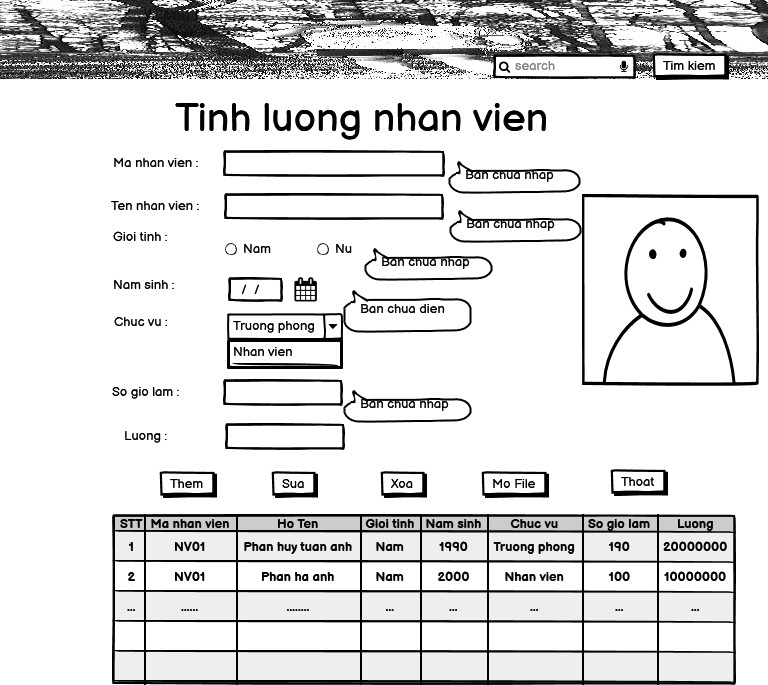 search
Tim kiem
Tinh luong nhan vien
Ma nhan vien :
Ban chua nhap
Ten nhan vien :
Ban chua nhap
Gioi tinh :
Nam Nu
Ban chua nhap
Nam sinh :
/ /
Ban chua dien
Chuc vu :
Truong phong
Nhan vien
So gio lam :
Ban chua nhap
Luong :
Them Sua Xoa Mo File Thoat
STT Ma nhan vien Ho Ten Gioi tinh Nam sinh Chuc vu So gio lam Luong
1 NV01 Phan huy tuan anh Nam 1990 Truong phong 190 20000000
2 NV01 Phan ha anh Nam 2000 Nhan vien 100 10000000
... ...... ........ ... ... ... ... ...